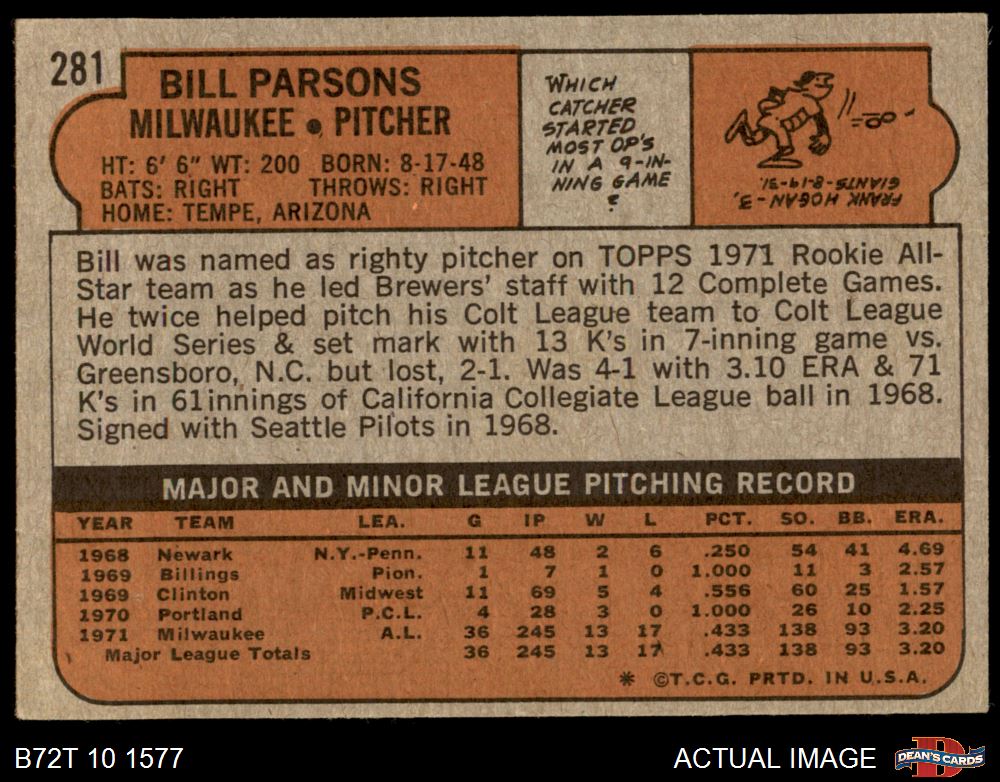 281
BILL PARSONS
MILWAUKEE • PITCHER
HT: 6' 6" WT: 200 BORN: 8-17-48
BATS: RIGHT THROWS: RIGHT
HOME: TEMPE, ARIZONA
WHICH
CATCHER
STARTED
MOST DP'S
IN A 9-IN-
NING GAME
?
FRANK HOGAN-3,
GIANTS-8-19-'31.
Bill was named as righty pitcher on TOPPS 1971 Rookie All-
Star team as he led Brewers' staff with 12 Complete Games.
He twice helped pitch his Colt League team to Colt League
World Series & set mark with 13 K's in 7-inning game vs.
Greensboro, N.C. but lost, 2-1. Was 4-1 with 3.10 ERA & 71
K's in 61innings of California Collegiate League ball in 1968.
Signed with Seattle Pilots in 1968.
MAJOR AND MINOR LEAGUE PITCHING RECORD
YEAR TEAM LEA. G IP W L PCT. SO. BB. ERA.
1968 Newark N.Y.-Penn. 11 48 2 6 .250 54 41 4.69
1969 Billings Pion. 1 7 1 0 1.000 11 3 2.57
1969 Clinton Midwest 11 69 5 4 .556 60 25 1.57
1970 Portland P.C.L. 4 28 3 0 1.000 26 10 2.25
1971 Milwaukee A.L. 36 245 13 17 .433 138 93 3.20
Major League Totals 36 245 13 17 .433 138 93 3.20
* ©T.C.G. PRTD. IN U.S.A.
B72T 10 1577
ACTUAL IMAGE
D
DEAN'S CARDS